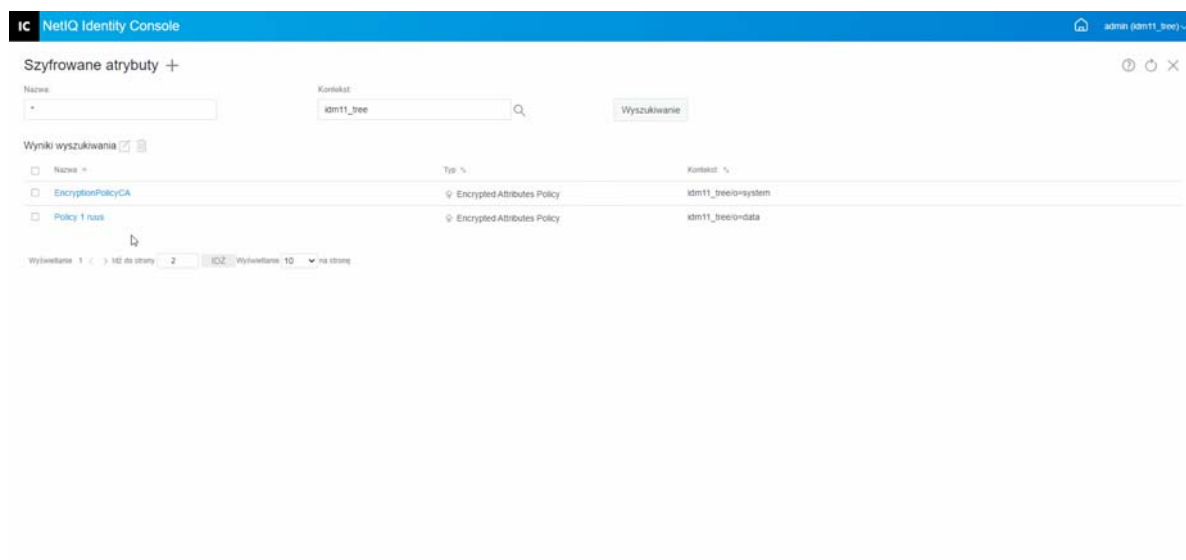 IC NetIQ Identity Console admin (idm11_tree)
Szyfrowane atrybuty +
Nazwa: Kontekst:
* idm11_tree Wyszukiwanie
Wyniki wyszukiwania
Nazwa Typ Kontekst
EncryptionPolicyCA Encrypted Attributes Policy idm11_tree/o=system
Policy 1 ruus Encrypted Attributes Policy idm11_tree/o=data
Wyświetlanie 1 < > Idź do strony 2 IDŹ Wyświetlanie 10 na stronę